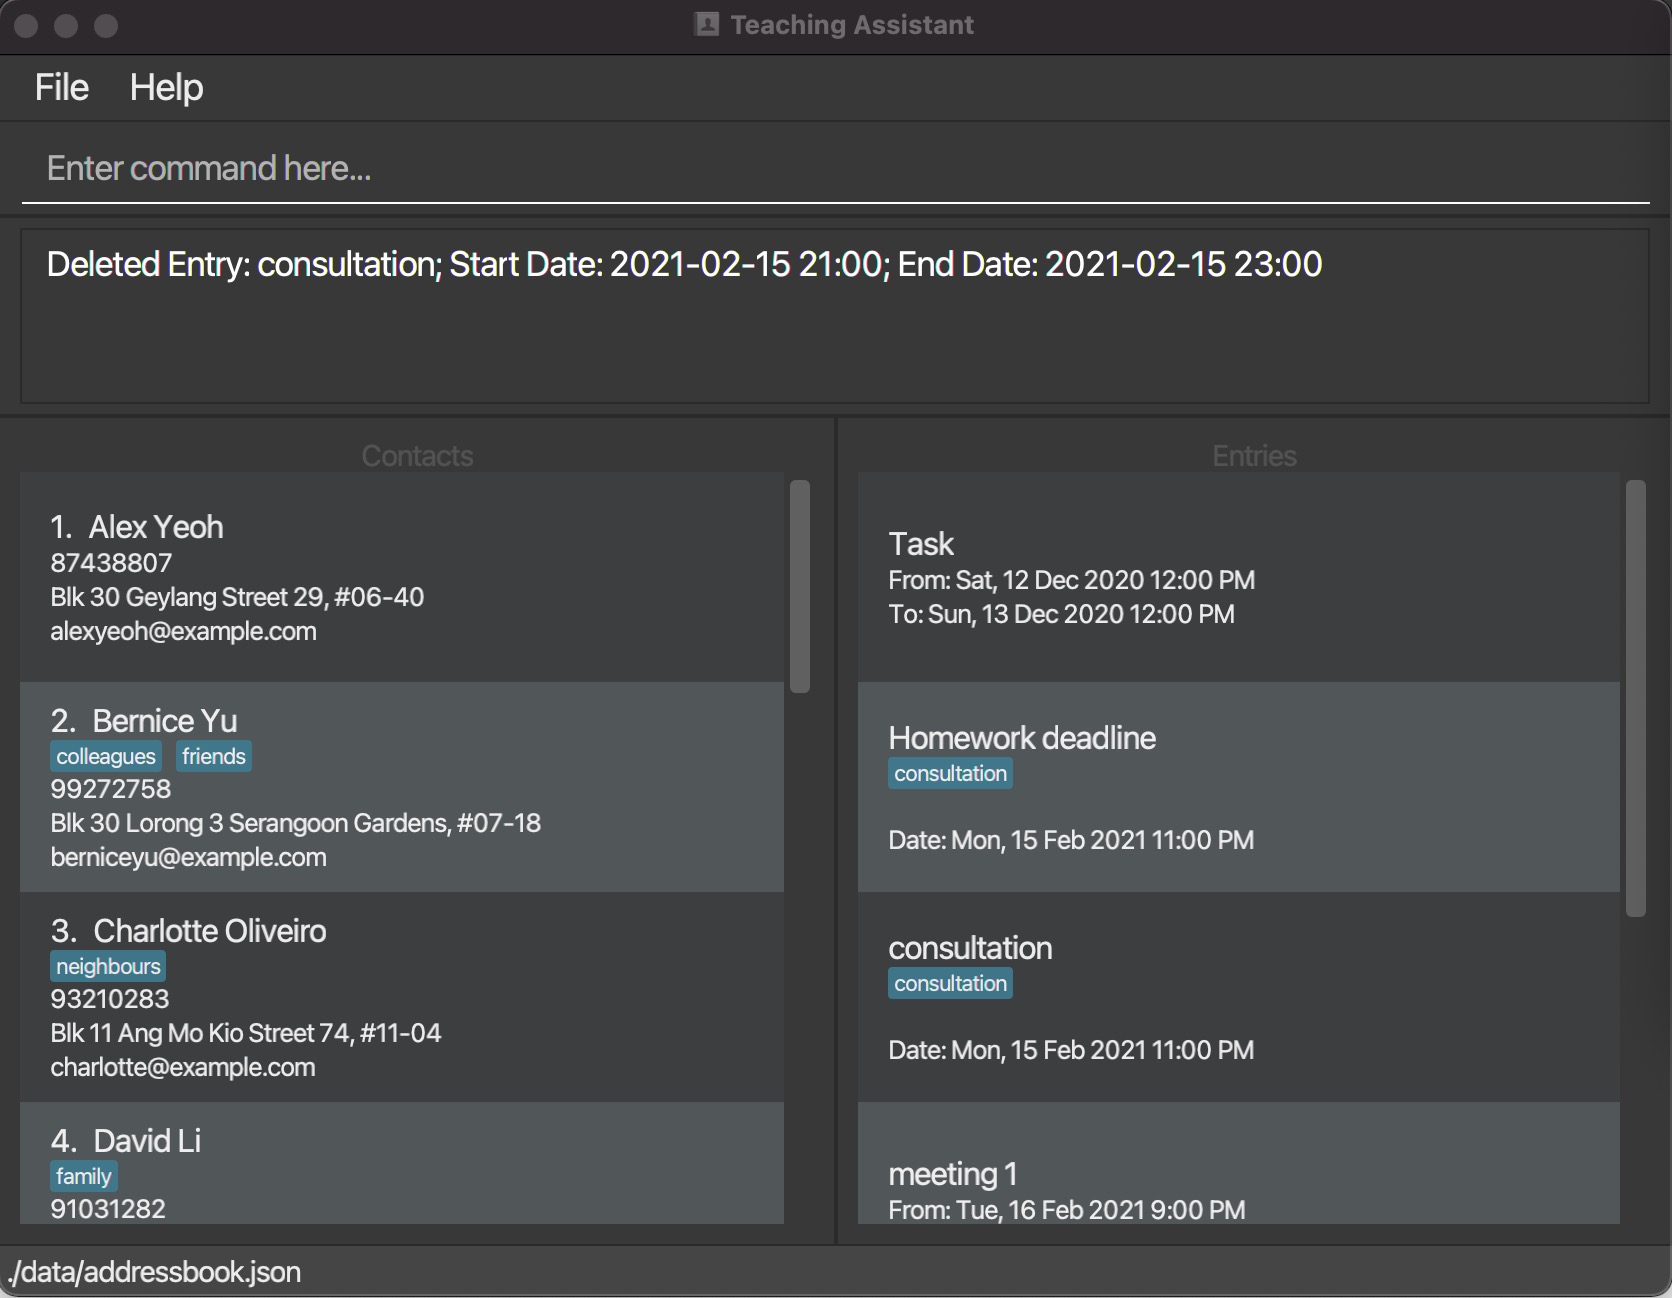 Teaching Assistant
File Help
Enter command here...
Deleted Entry: consultation; Start Date: 2021-02-15 21:00; End Date: 2021-02-15 23:00
Contacts
1. Alex Yeoh
87438807
Blk 30 Geylang Street 29, #06-40
alexyeoh@example.com
2. Bernice Yu
colleagues friends
99272758
Blk 30 Lorong 3 Serangoon Gardens, #07-18
berniceyu@example.com
3. Charlotte Oliveiro
neighbours
93210283
Blk 11 Ang Mo Kio Street 74, #11-04
charlotte@example.com
4. David Li
family
91031282
Entries
Task
From: Sat, 12 Dec 2020 12:00 PM
To: Sun, 13 Dec 2020 12:00 PM
Homework deadline
consultation
Date: Mon, 15 Feb 2021 11:00 PM
consultation
consultation
Date: Mon, 15 Feb 2021 11:00 PM
meeting 1
From: Tue, 16 Feb 2021 9:00 PM
./data/addressbook.json